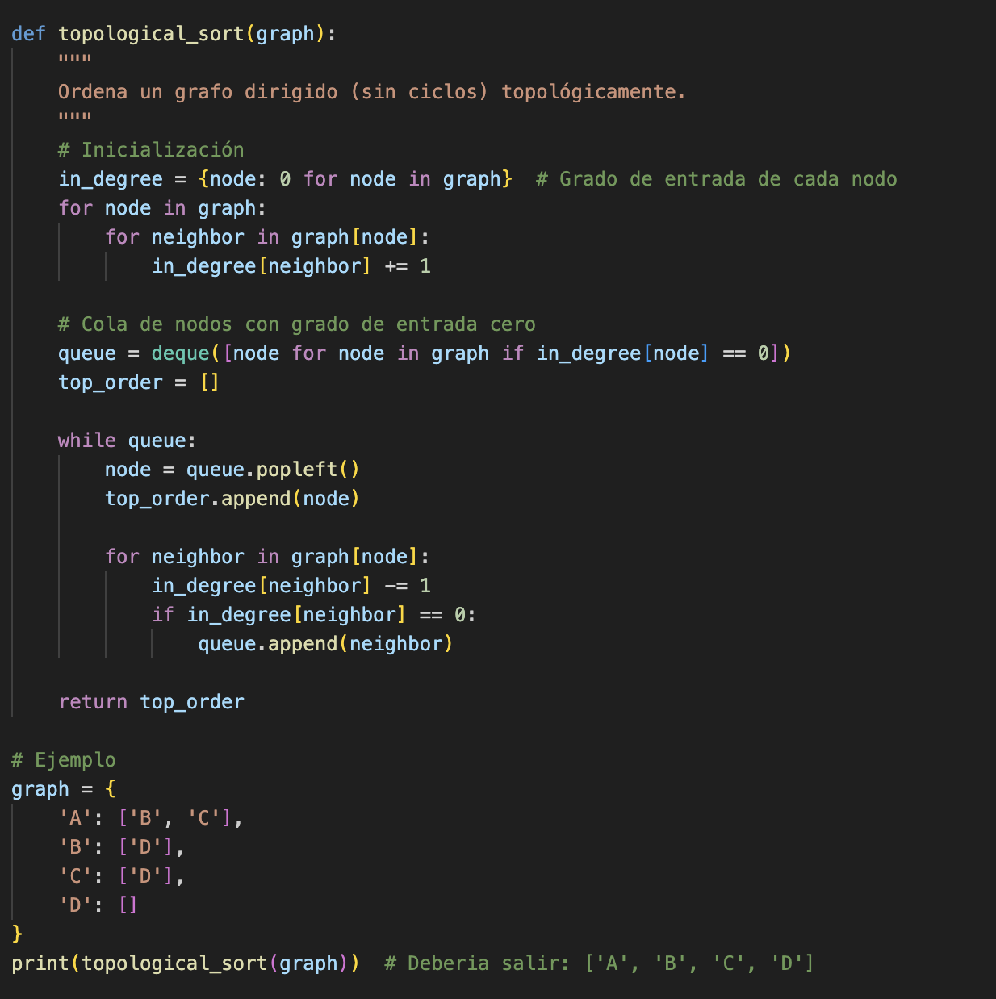 def topological_sort(graph):
    """
    Ordena un grafo dirigido (sin ciclos) topológicamente.
    """
    # Inicialización
    in_degree = {node: 0 for node in graph}  # Grado de entrada de cada nodo
    for node in graph:
        for neighbor in graph[node]:
            in_degree[neighbor] += 1

    # Cola de nodos con grado de entrada cero
    queue = deque([node for node in graph if in_degree[node] == 0])
    top_order = []

    while queue:
        node = queue.popleft()
        top_order.append(node)

        for neighbor in graph[node]:
            in_degree[neighbor] -= 1
            if in_degree[neighbor] == 0:
                queue.append(neighbor)

    return top_order

# Ejemplo
graph = {
    'A': ['B', 'C'],
    'B': ['D'],
    'C': ['D'],
    'D': []
}
print(topological_sort(graph))  # Deberia salir: ['A', 'B', 'C', 'D']